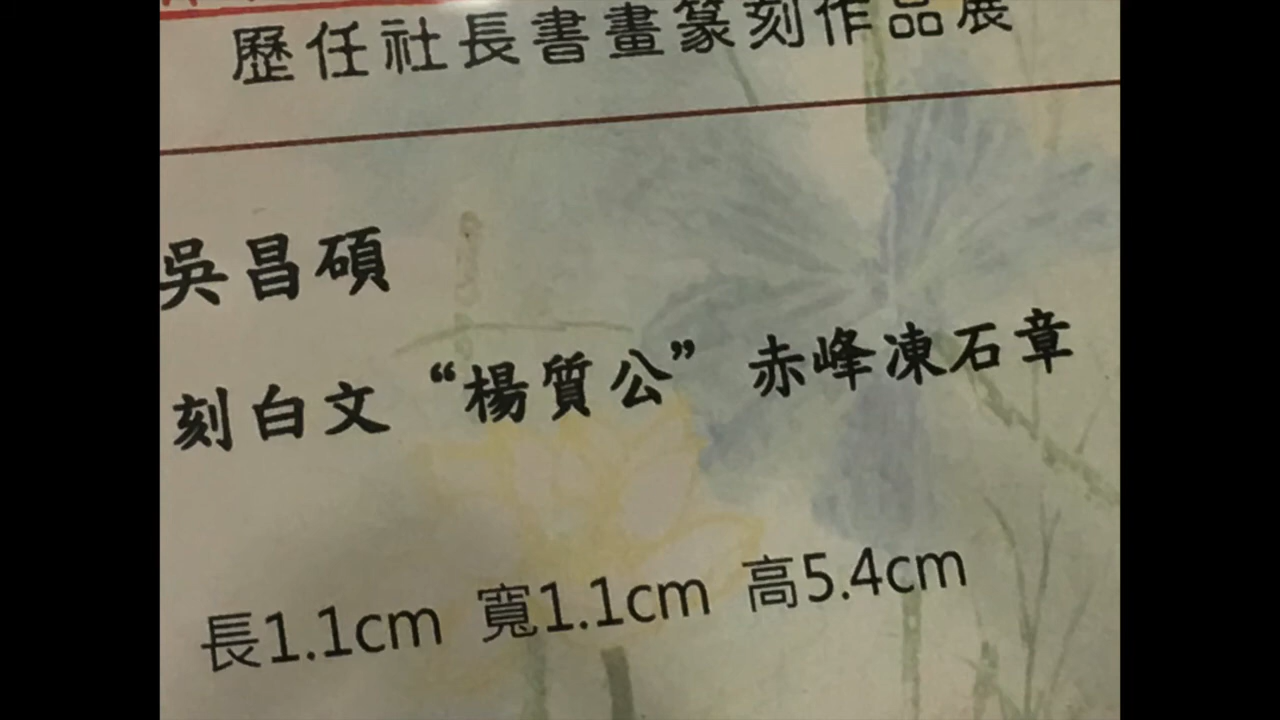 歷任社長書畫篆刻作品展
吳昌碩
刻白文“楊質公” 赤峰凍石章
長1.1cm 寬1.1cm 高5.4cm